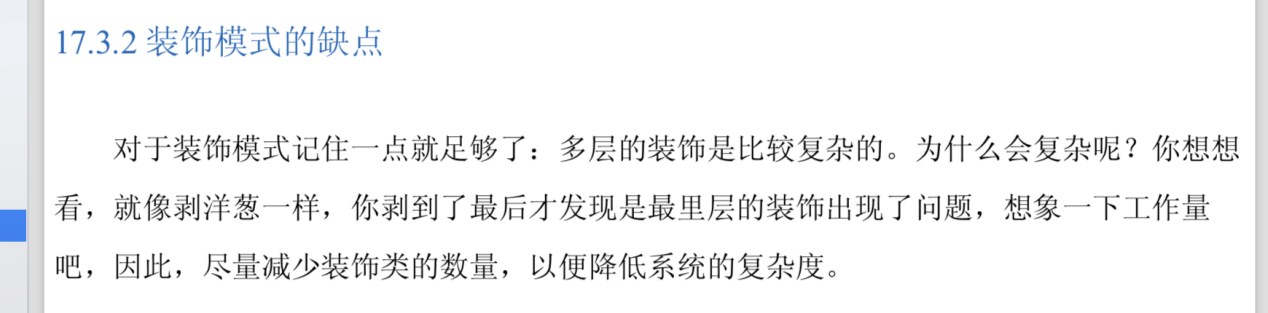 17.3.2 装饰模式的缺点
对于装饰模式记住一点就足够了：多层的装饰是比较复杂的。为什么会复杂呢？你想想
看，就像剥洋葱一样，你剥到了最后才发现是最里层的装饰出现了问题，想象一下工作量
吧，因此，尽量减少装饰类的数量，以便降低系统的复杂度。